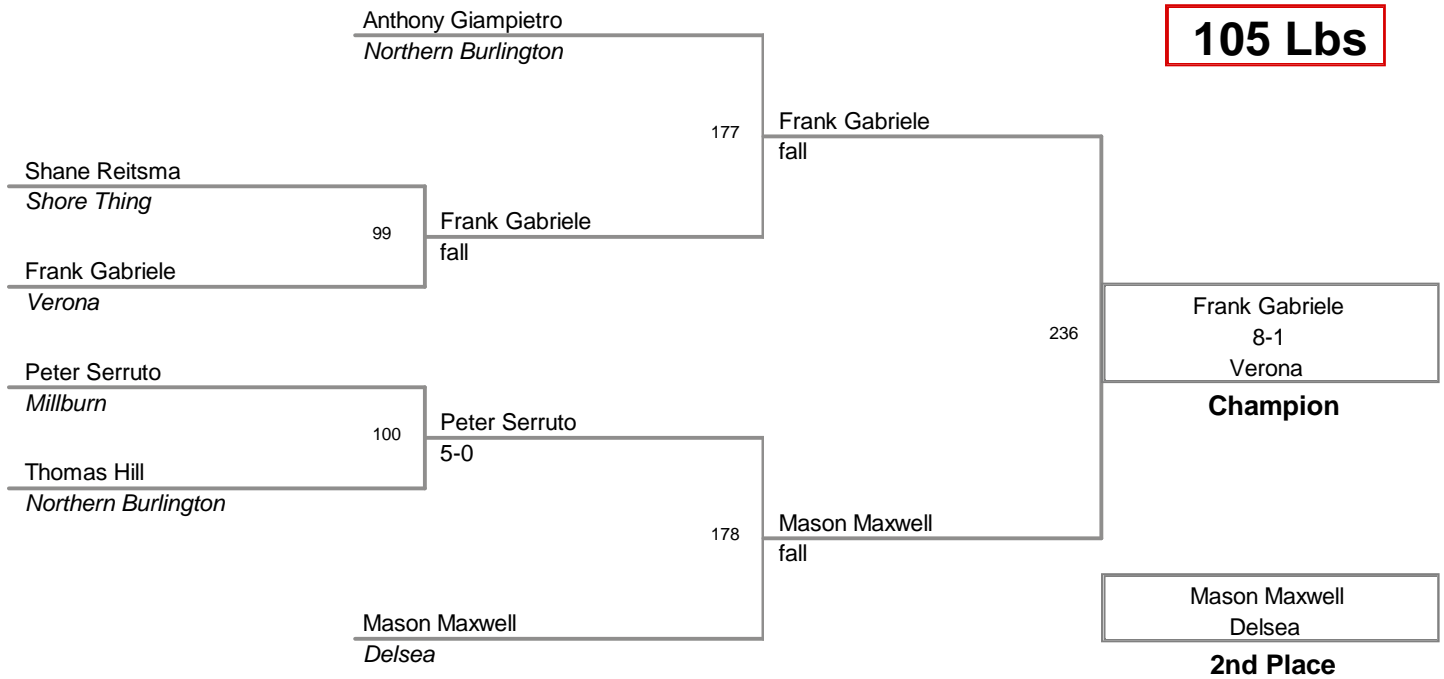 Anthony Giampietro
Northern Burlington
105 Lbs
177
Frank Gabriele
fall
Shane Reitsma
Shore Thing
99
Frank Gabriele
fall
Frank Gabriele
Verona
236
Frank Gabriele
8-1
Verona
Champion
Peter Serruto
Millburn
100
Peter Serruto
5-0
Thomas Hill
Northern Burlington
178
Mason Maxwell
fall
Mason Maxwell
Delsea
Mason Maxwell
Delsea
2nd Place